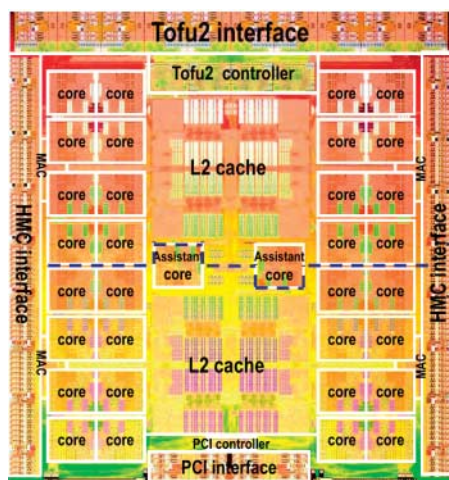 Tofu2 interface
Tofu2 controller
core core core core
core core core core
MAC MAC
L2 cache
core core core core
HMC interface
HMC interface
core core core core
Assistant
core
Assistant
core
core core core core
core core core core
L2 cache
MAC MAC
core core core core
core core core core
PCI controller
PCI interface